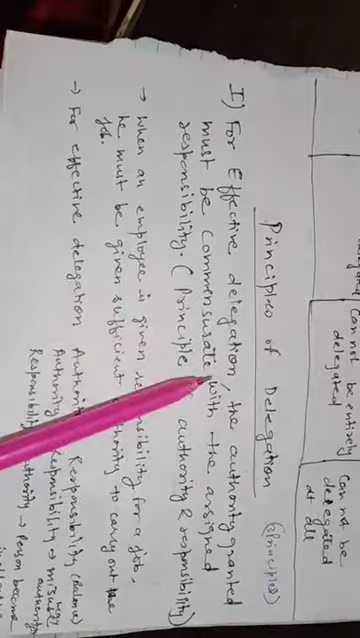 Cannot be entirely
delegated
Can not be
delegated
at all
Principles of Delegation (Principles)
I) For Effective delegation, the authority granted
must be commensurate with the assigned
responsibility. (Principle authority & responsibility)
→ When an employee is given responsibility for a job,
he must be given sufficient authority to carry out the
job.
→ For effective delegation Authority Responsibility (Balance)
Authority Responsibility → misuse
authority
Responsibility Authority → Person become